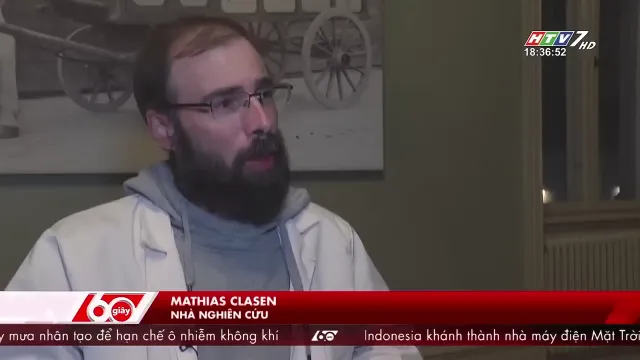 HTV7 HD
18:36:52
60 giây
MATHIAS CLASEN
NHÀ NGHIÊN CỨU
mưa nhân tạo để hạn chế ô nhiễm không khí 60 giây Indonesia khánh thành nhà máy điện Mặt Trời